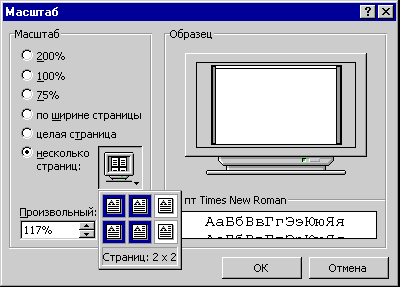 Масштаб
Масштаб
200%
100%
75%
по ширине страницы
целая страница
несколько
страниц:
Произвольный:
117%
Страниц: 2 x 2
Образец
пт Times New Roman
АаБбВвГгЭэЮюЯя
АаБбВвГгЭэЮюЯя
OK
Отмена